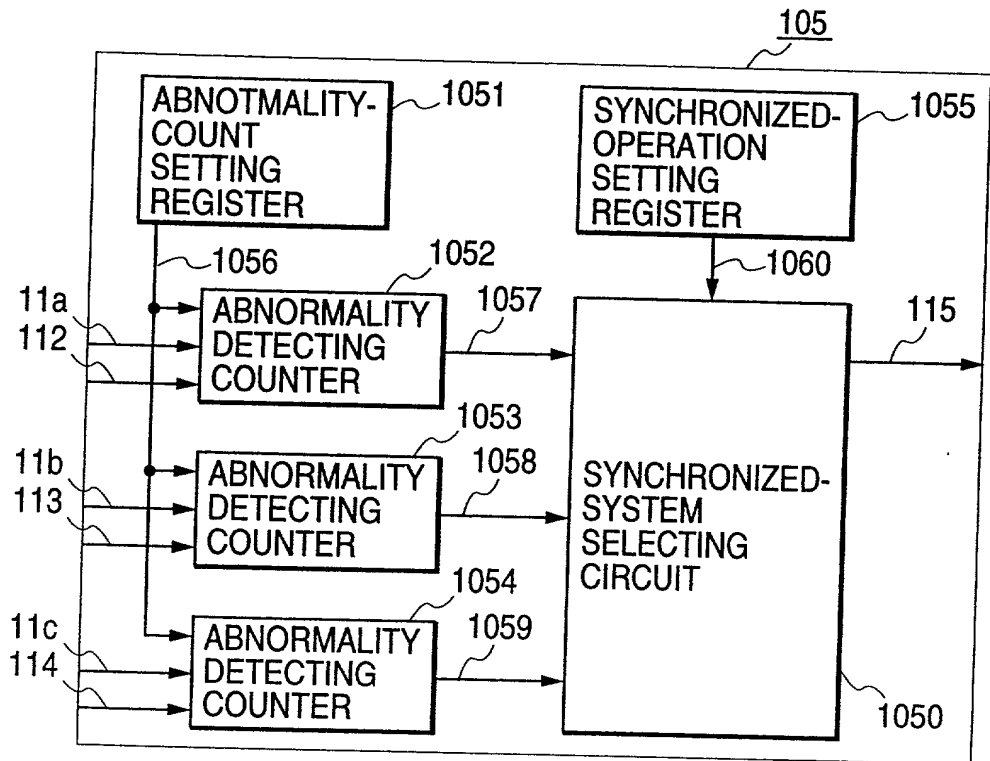 105
ABNOTMALITY-
COUNT
SETTING
REGISTER
1051
SYNCHRONIZED-
OPERATION
SETTING
REGISTER
1055
1056
1060
11a
112
ABNORMALITY
DETECTING
COUNTER
1052
1057
115
11b
113
ABNORMALITY
DETECTING
COUNTER
1053
1058
SYNCHRONIZED-
SYSTEM
SELECTING
CIRCUIT
11c
114
ABNORMALITY
DETECTING
COUNTER
1054
1059
1050